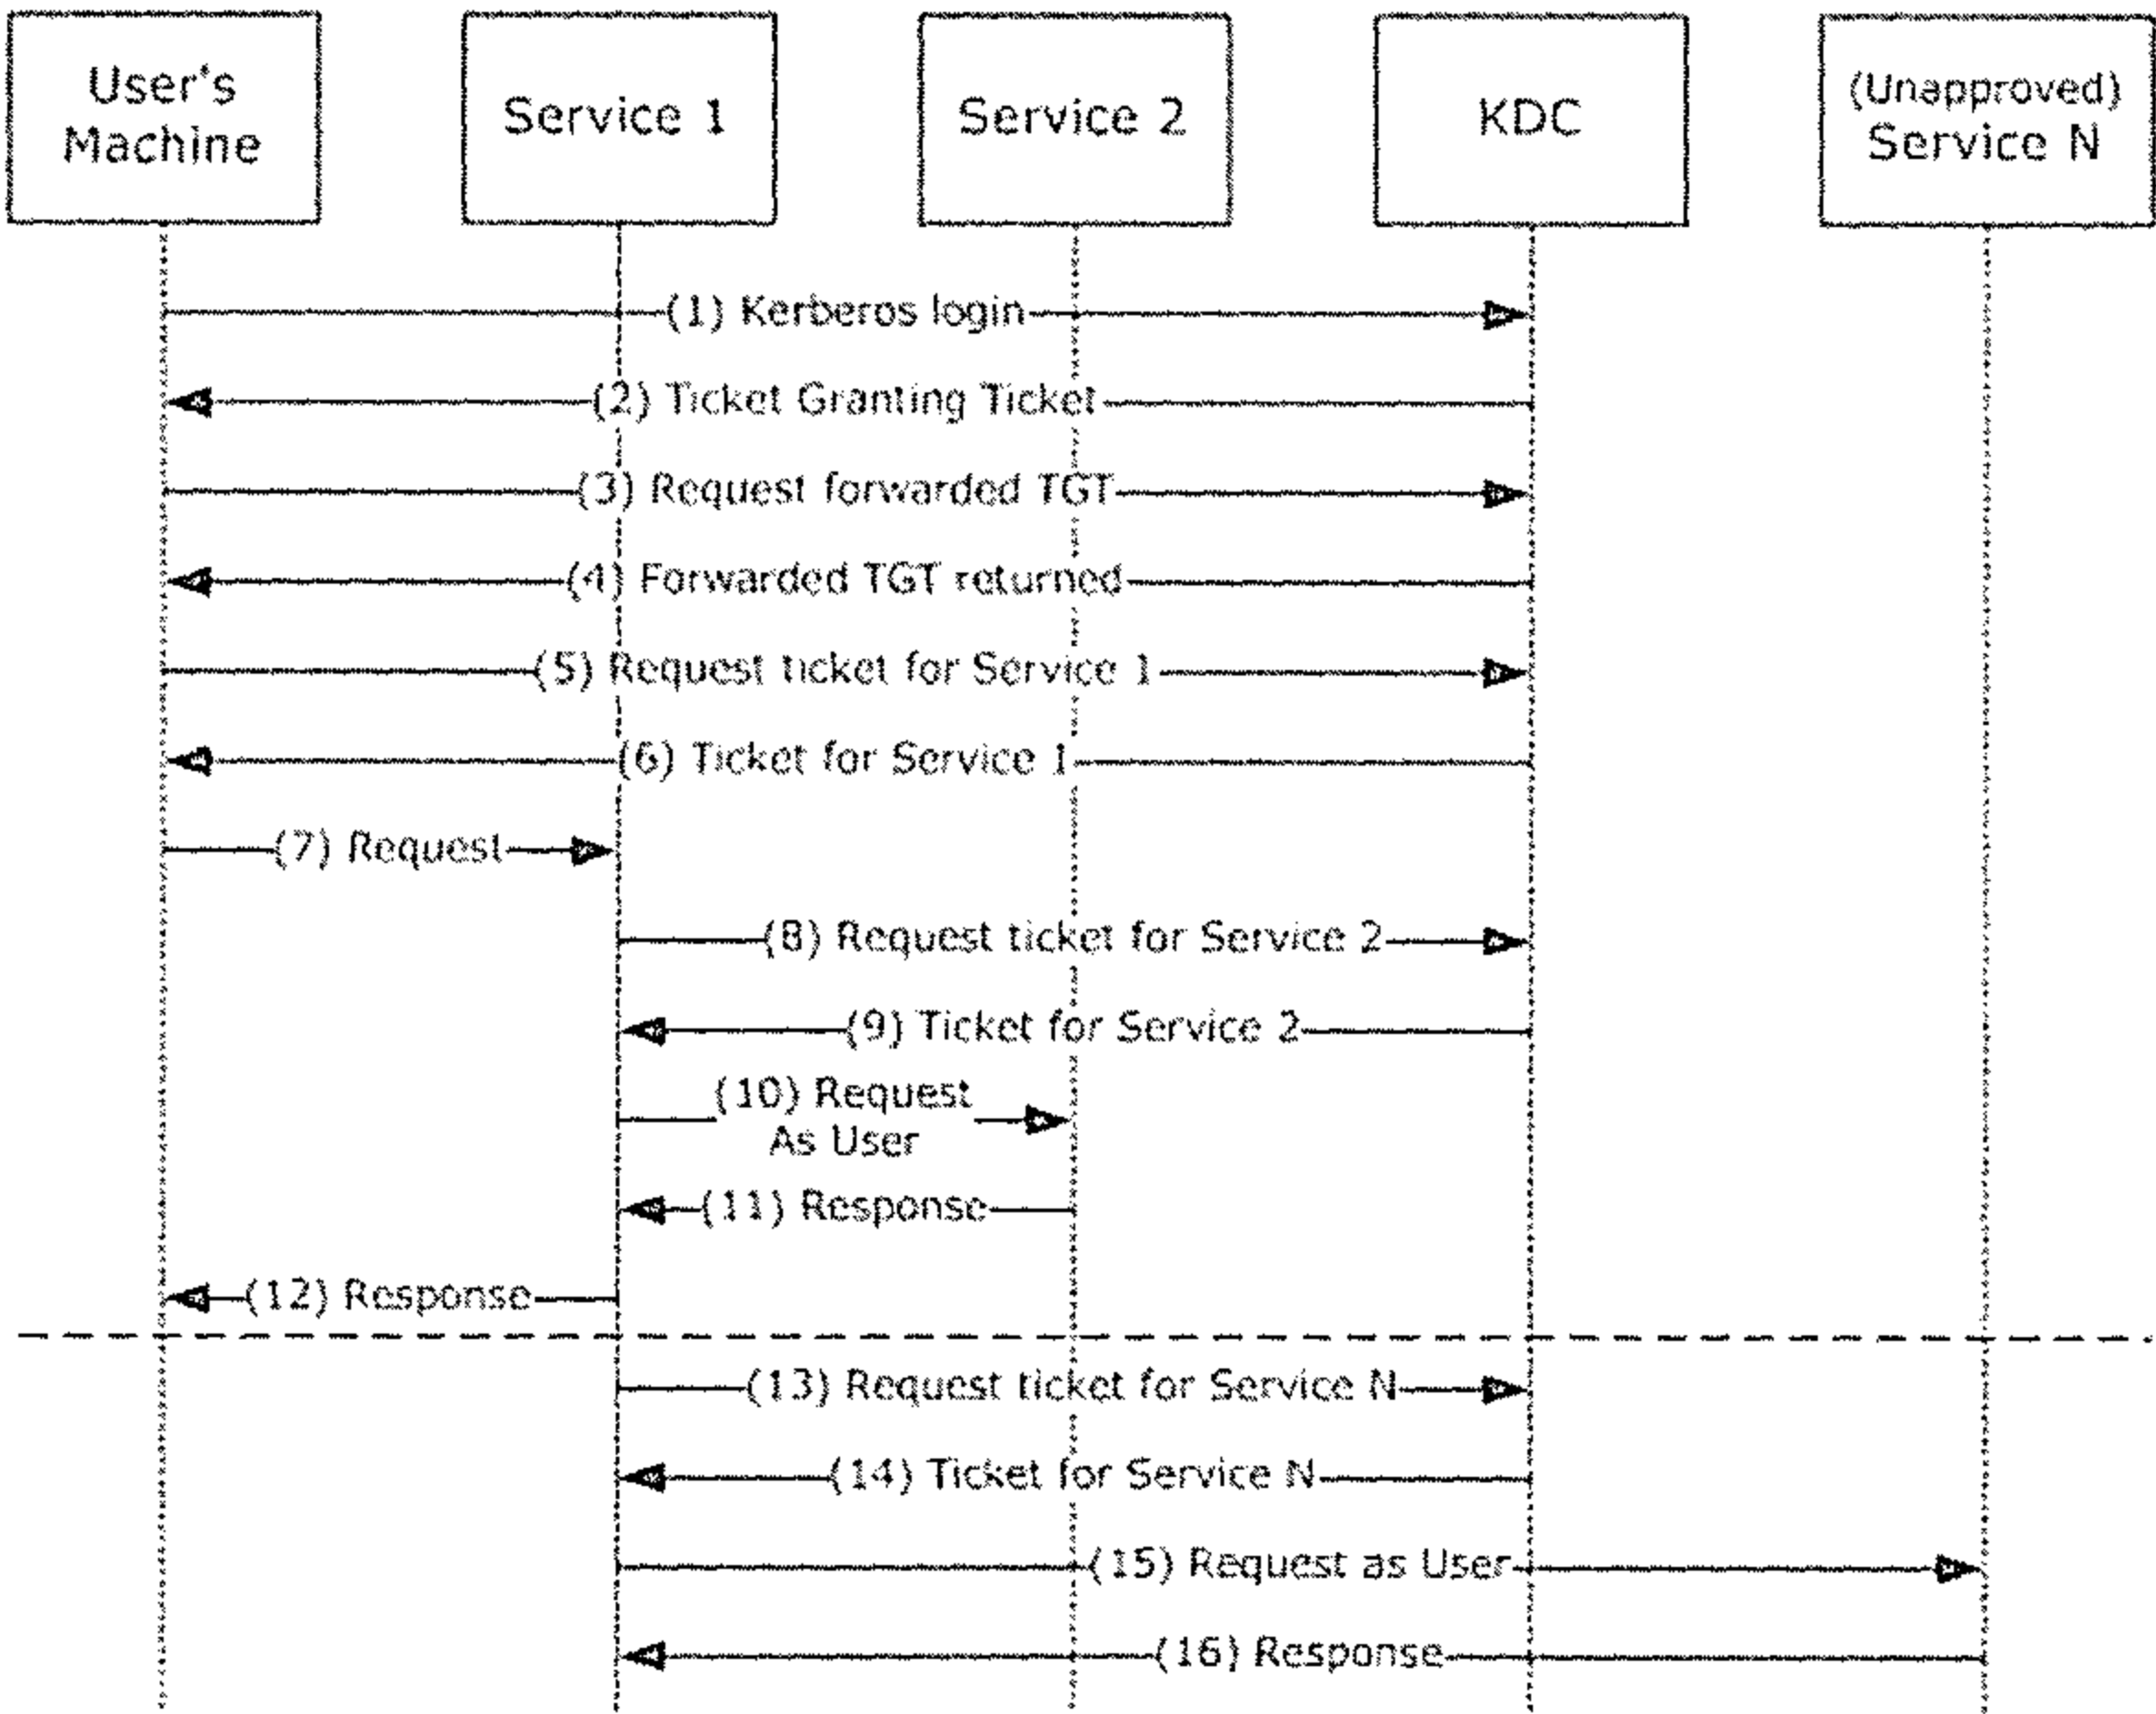 User's
Machine
Service 1
Service 2
KDC
(Unapproved)
Service N
(1) Kerberos login
(2) Ticket Granting Ticket
(3) Request forwarded TGT
(4) Forwarded TGT returned
(5) Request ticket for Service 1
(6) Ticket for Service 1
(7) Request
(8) Request ticket for Service 2
(9) Ticket for Service 2
(10) Request
As User
(11) Response
(12) Response
(13) Request ticket for Service N
(14) Ticket for Service N
(15) Request as User
(16) Response